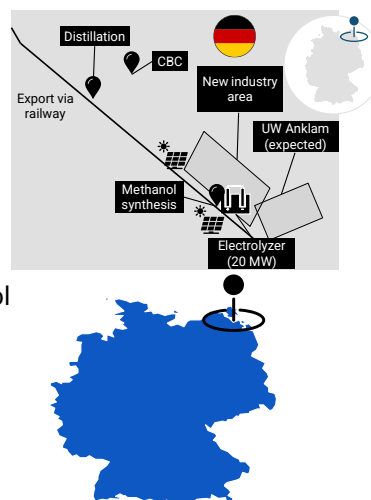 Distillation
CBC
New industry
area
Export via
railway
UW Anklam
(expected)
Methanol
synthesis
Electrolyzer
(20 MW)
ol